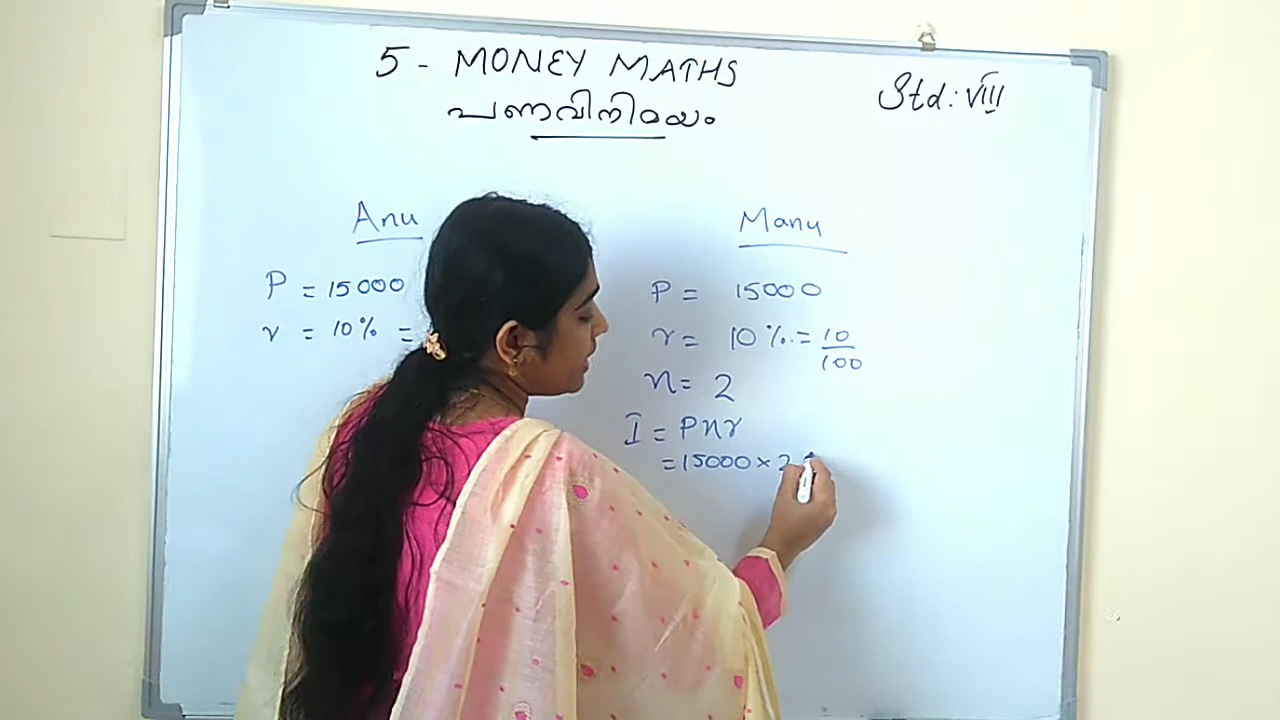 5 - MONEY MATHS
പണവിനിമയം
Std: VIII
Anu
P = 15000
r = 10% =
Manu
P = 15000
r = 10% = 10/100
n = 2
I = Pnr
= 15000 × 2